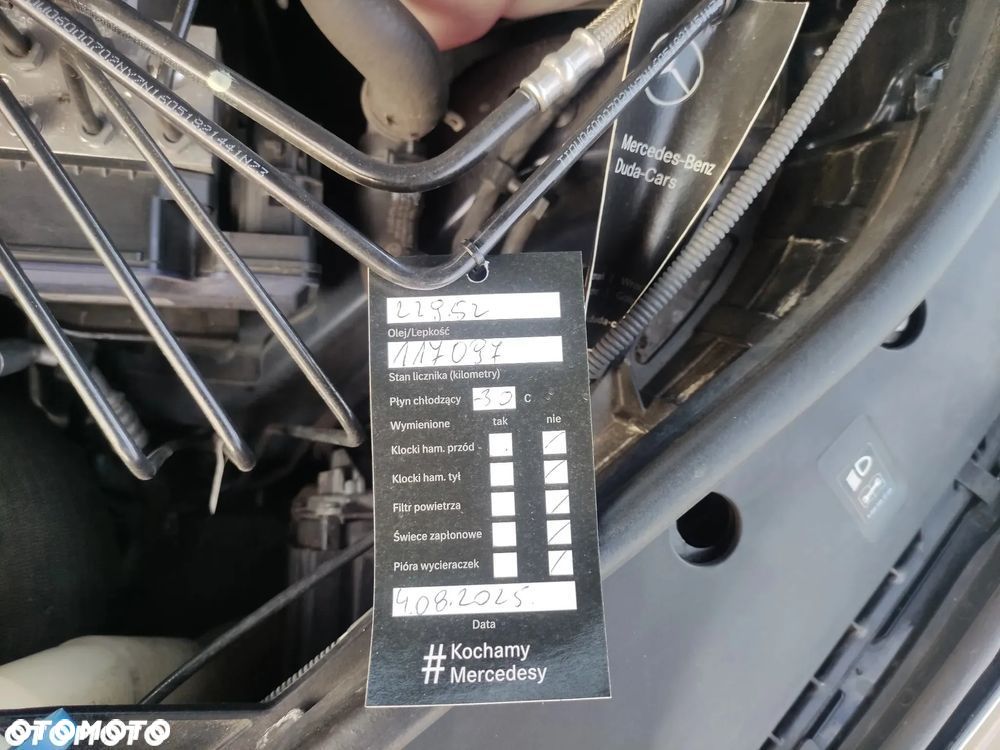 Mercedes-Benz
Duda-Cars
229.52
Olej/Lepkość
117097
Stan licznika (kilometry)
Płyn chłodzący -30 C
Wymienione tak nie
Klocki ham. przód
Klocki ham. tył
Filtr powietrza
Świece zapłonowe
Pióra wycieraczek
4.08.2025.
Data
# Kochamy
Mercedesy
OTOMOTO